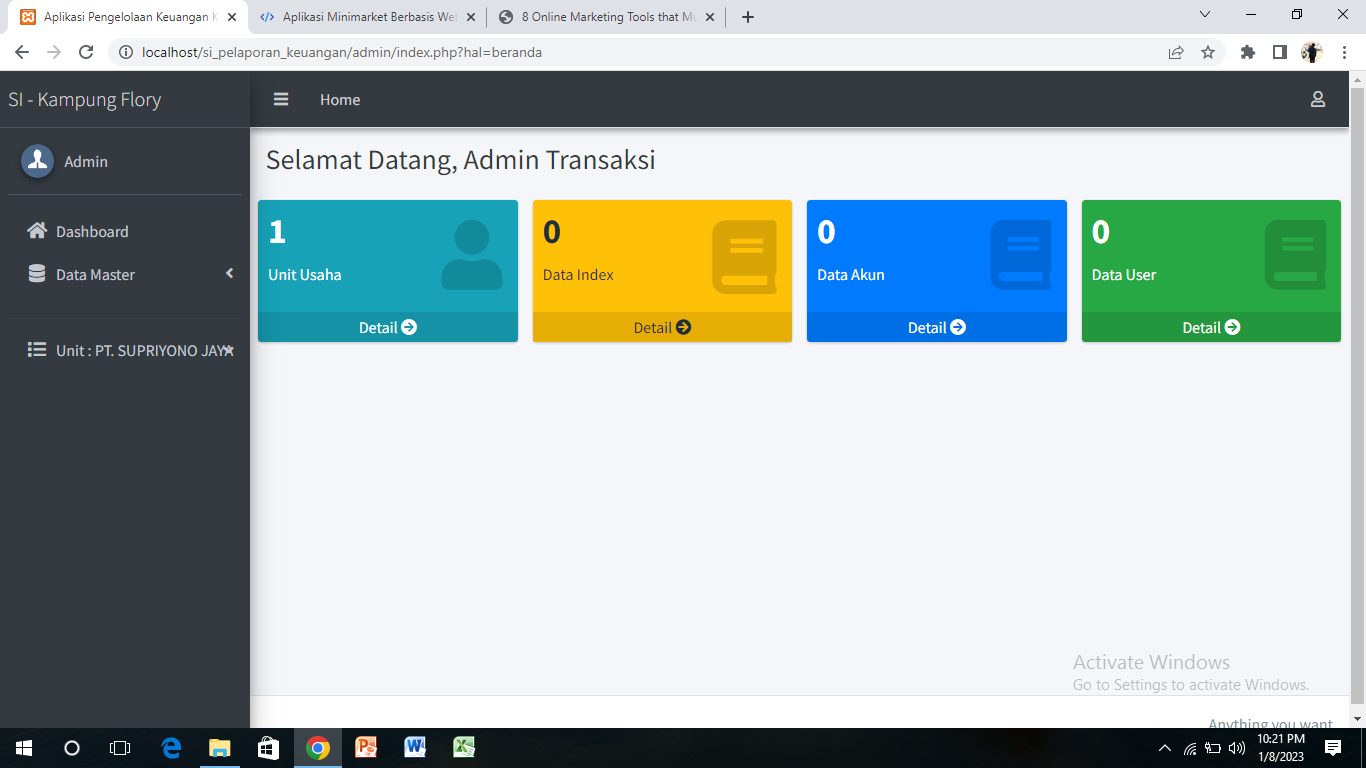 Aplikasi Pengelolaan Keuangan K
Aplikasi Minimarket Berbasis We
8 Online Marketing Tools that Mu
localhost/si_pelaporan_keuangan/admin/index.php?hal=beranda
SI - Kampung Flory
Home
Admin
Selamat Datang, Admin Transaksi
Dashboard
Data Master
Unit : PT. SUPRIYONO JAYA
1
Unit Usaha
Detail
0
Data Index
Detail
0
Data Akun
Detail
0
Data User
Detail
Activate Windows
Go to Settings to activate Windows.
Anything you want
10:21 PM
1/8/2023